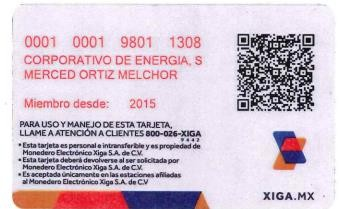 0001 0001 9801 1308
CORPORATIVO DE ENERGIA, S
MERCED ORTIZ MELCHOR
Miembro desde: 2015
PARA USO Y MANEJO DE ESTA TARJETA,
LLAME A ATENCIÓN A CLIENTES 800-026-XIGA
9442
• Esta tarjeta es personal e intransferible y es propiedad de
Monedero Electrónico Xiga S.A. de C.V.
• Esta tarjeta deberá devolverse al ser solicitada por
Monedero Electrónico Xiga S.A. de C.V.
• Es aceptada únicamente en las estaciones afiliadas
al Monedero Electrónico Xiga S.A. de C.V
XIGA.MX